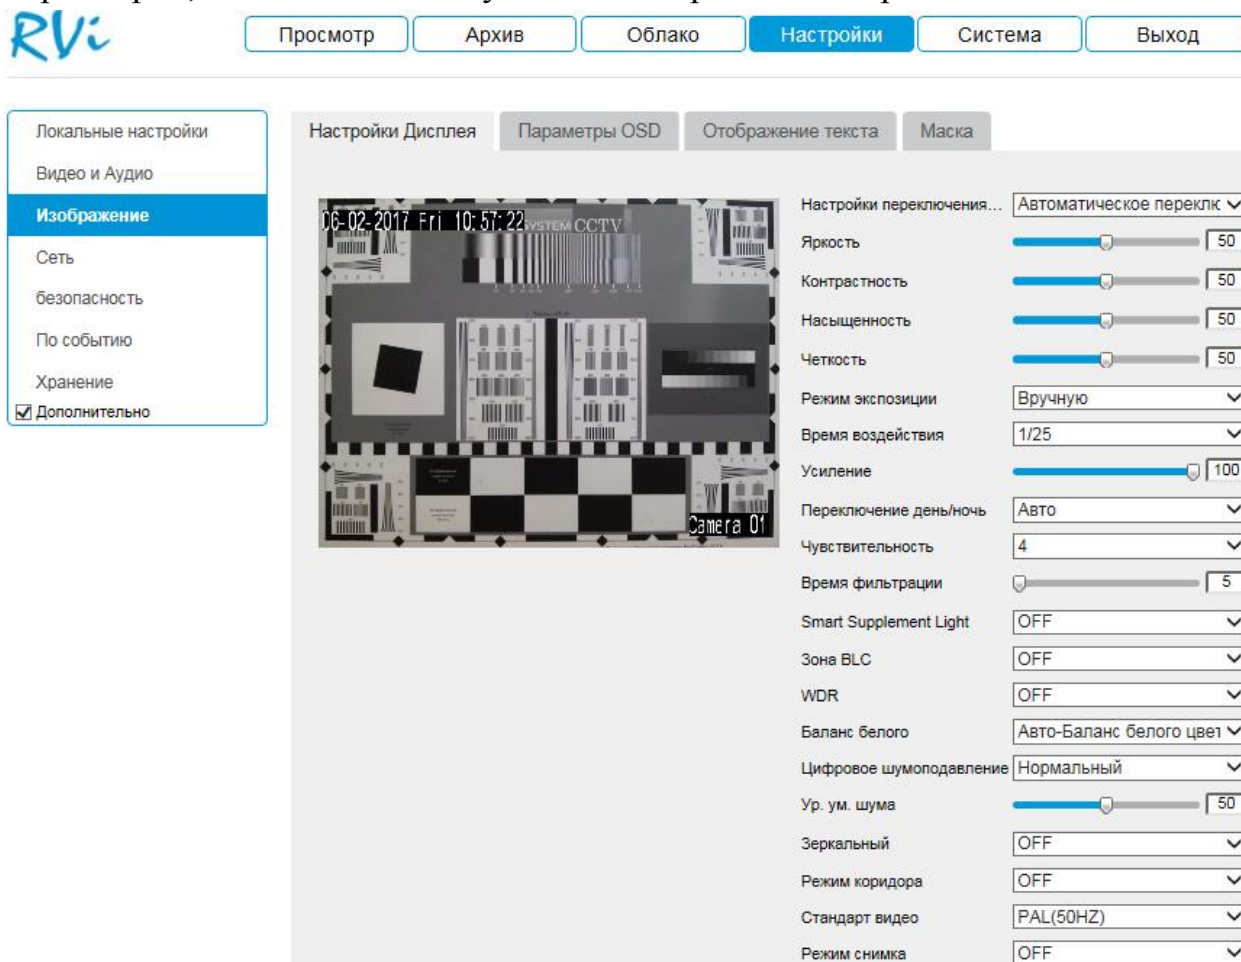 RVi
Просмотр Архив Облако Настройки Система Выход
Локальные настройки
Видео и Аудио
Изображение
Сеть
безопасность
По событию
Хранение
Дополнительно
Настройки Дисплея Параметры OSD Отображение текста Маска
06-02-2017 Fri 10:57:22
SYSTEM CCTV
Camera 01
Настройки переключения... Автоматическое переклк
Яркость 50
Контрастность 50
Насыщенность 50
Четкость 50
Режим экспозиции Вручную
Время воздействия 1/25
Усиление 100
Переключение день/ночь Авто
Чувствительность 4
Время фильтрации 5
Smart Supplement Light OFF
Зона BLC OFF
WDR OFF
Баланс белого Авто-Баланс белого цвет
Цифровое шумоподавление Нормальный
Ур. ум. шума 50
Зеркальный OFF
Режим коридора OFF
Стандарт видео PAL(50HZ)
Режим снимка OFF